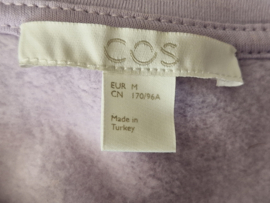 COS
EUR M
CN 170/96A
Made in
Turkey